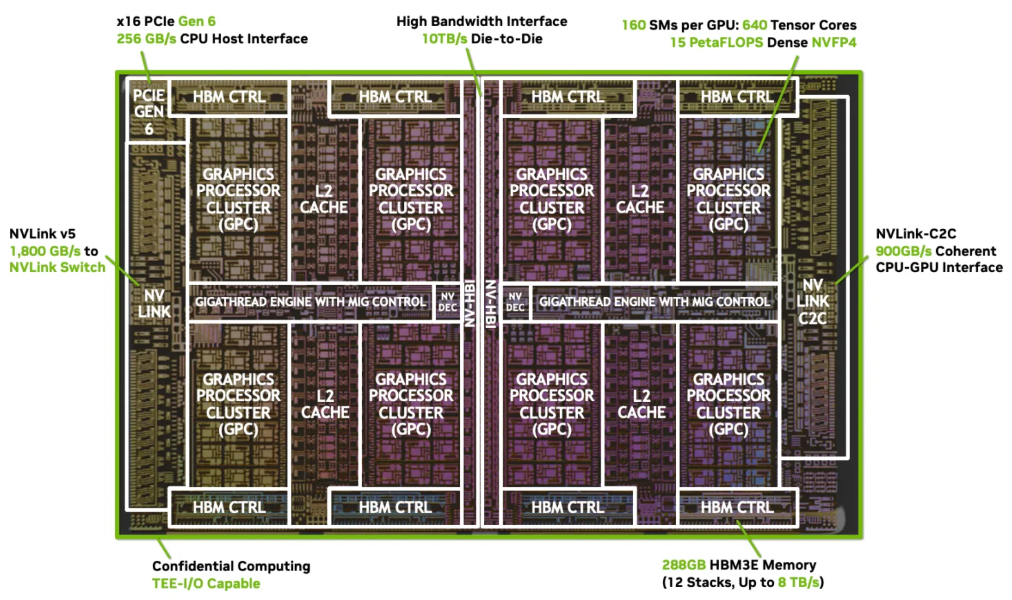 x16 PCIe Gen 6
256 GB/s CPU Host Interface
High Bandwidth Interface
10TB/s Die-to-Die
160 SMs per GPU: 640 Tensor Cores
15 PetaFLOPS Dense NVFP4
PCIE
GEN
6
HBM CTRL
HBM CTRL
HBM CTRL
HBM CTRL
GRAPHICS
PROCESSOR
CLUSTER
(GPC)
L2
CACHE
GRAPHICS
PROCESSOR
CLUSTER
(GPC)
GRAPHICS
PROCESSOR
CLUSTER
(GPC)
L2
CACHE
GRAPHICS
PROCESSOR
CLUSTER
(GPC)
NVLink v5
1,800 GB/s to
NVLink Switch
NVLink-C2C
900GB/s Coherent
CPU-GPU Interface
NV
LINK
GIGATHREAD ENGINE WITH MIG CONTROL
NV
DEC
NV-HBI
NV-HBI
NV
DEC
GIGATHREAD ENGINE WITH MIG CONTROL
NV
LINK
C2C
GRAPHICS
PROCESSOR
CLUSTER
(GPC)
L2
CACHE
GRAPHICS
PROCESSOR
CLUSTER
(GPC)
GRAPHICS
PROCESSOR
CLUSTER
(GPC)
L2
CACHE
GRAPHICS
PROCESSOR
CLUSTER
(GPC)
HBM CTRL
HBM CTRL
HBM CTRL
HBM CTRL
Confidential Computing
TEE-I/O Capable
288GB HBM3E Memory
(12 Stacks, Up to 8 TB/s)